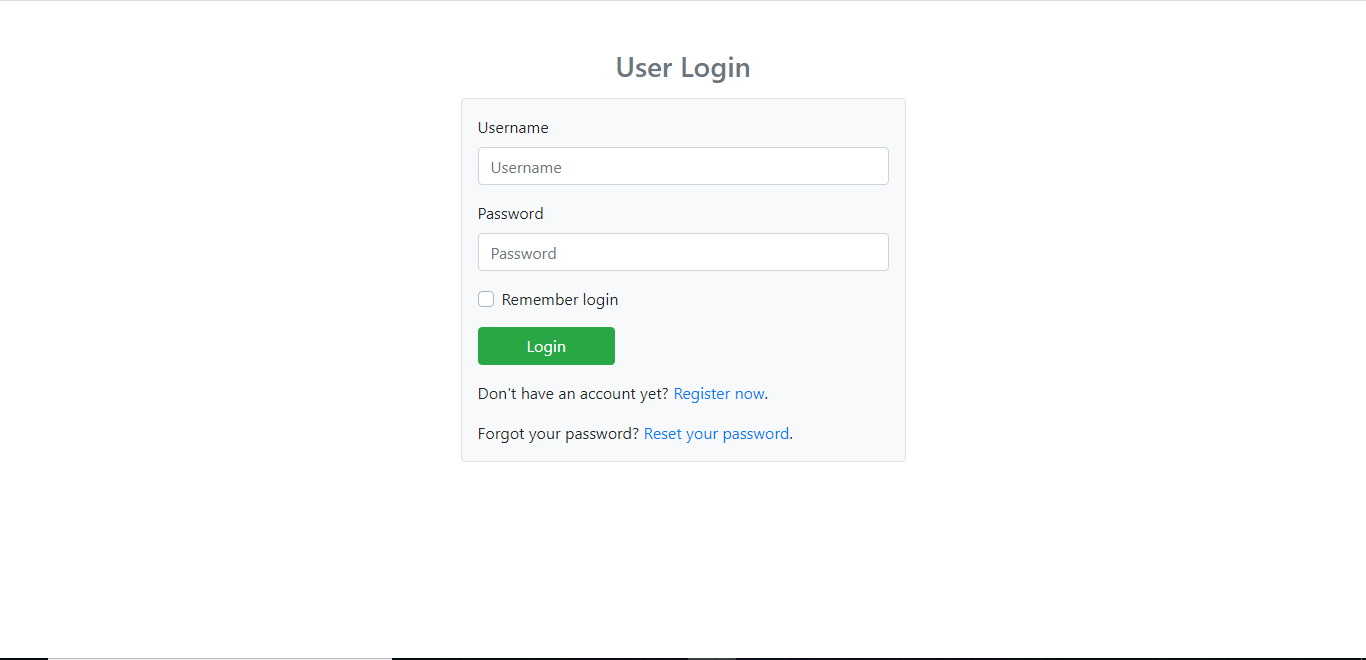 User Login
Username
Username
Password
Password
Remember login
Login
Don't have an account yet? Register now.
Forgot your password? Reset your password.